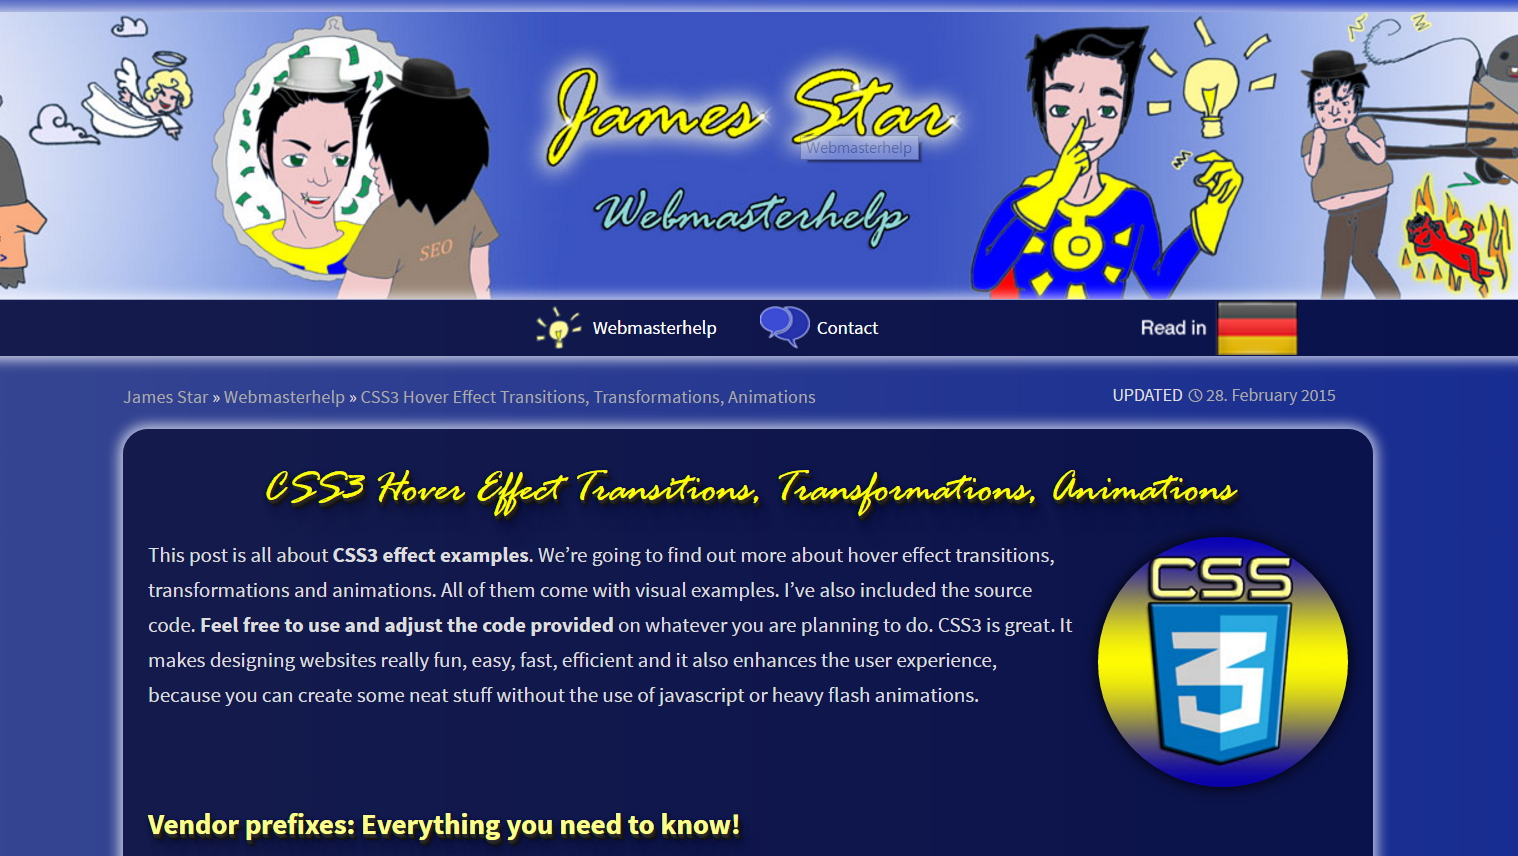 James Star
Webmasterhelp
Webmasterhelp
SEO
Webmasterhelp
Contact
Read in
James Star » Webmasterhelp » CSS3 Hover Effect Transitions, Transformations, Animations
UPDATED 28. February 2015
CSS3 Hover Effect Transitions, Transformations, Animations
This post is all about CSS3 effect examples. We’re going to find out more about hover effect transitions,
transformations and animations. All of them come with visual examples. I’ve also included the source
code. Feel free to use and adjust the code provided on whatever you are planning to do. CSS3 is great. It
makes designing websites really fun, easy, fast, efficient and it also enhances the user experience,
because you can create some neat stuff without the use of javascript or heavy flash animations.
CSS
3
Vendor prefixes: Everything you need to know!